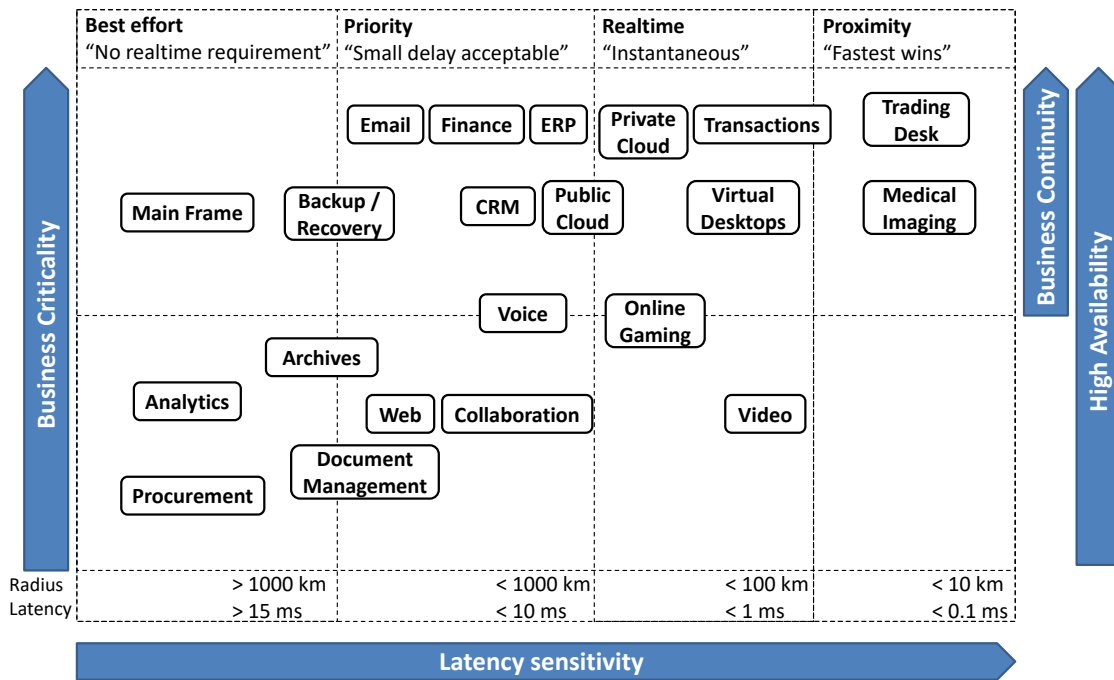 Best effort
“No realtime requirement”
Priority
“Small delay acceptable”
Realtime
“Instantaneous”
Proximity
“Fastest wins”
Business Criticality
Email
Finance
ERP
Private
Cloud
Transactions
Trading
Desk
Main Frame
Backup /
Recovery
CRM
Public
Cloud
Virtual
Desktops
Medical
Imaging
Voice
Online
Gaming
Archives
Analytics
Web
Collaboration
Video
Document
Management
Procurement
Business Continuity
High Availability
Radius
> 1000 km
< 1000 km
< 100 km
< 10 km
Latency
> 15 ms
< 10 ms
< 1 ms
< 0.1 ms
Latency sensitivity